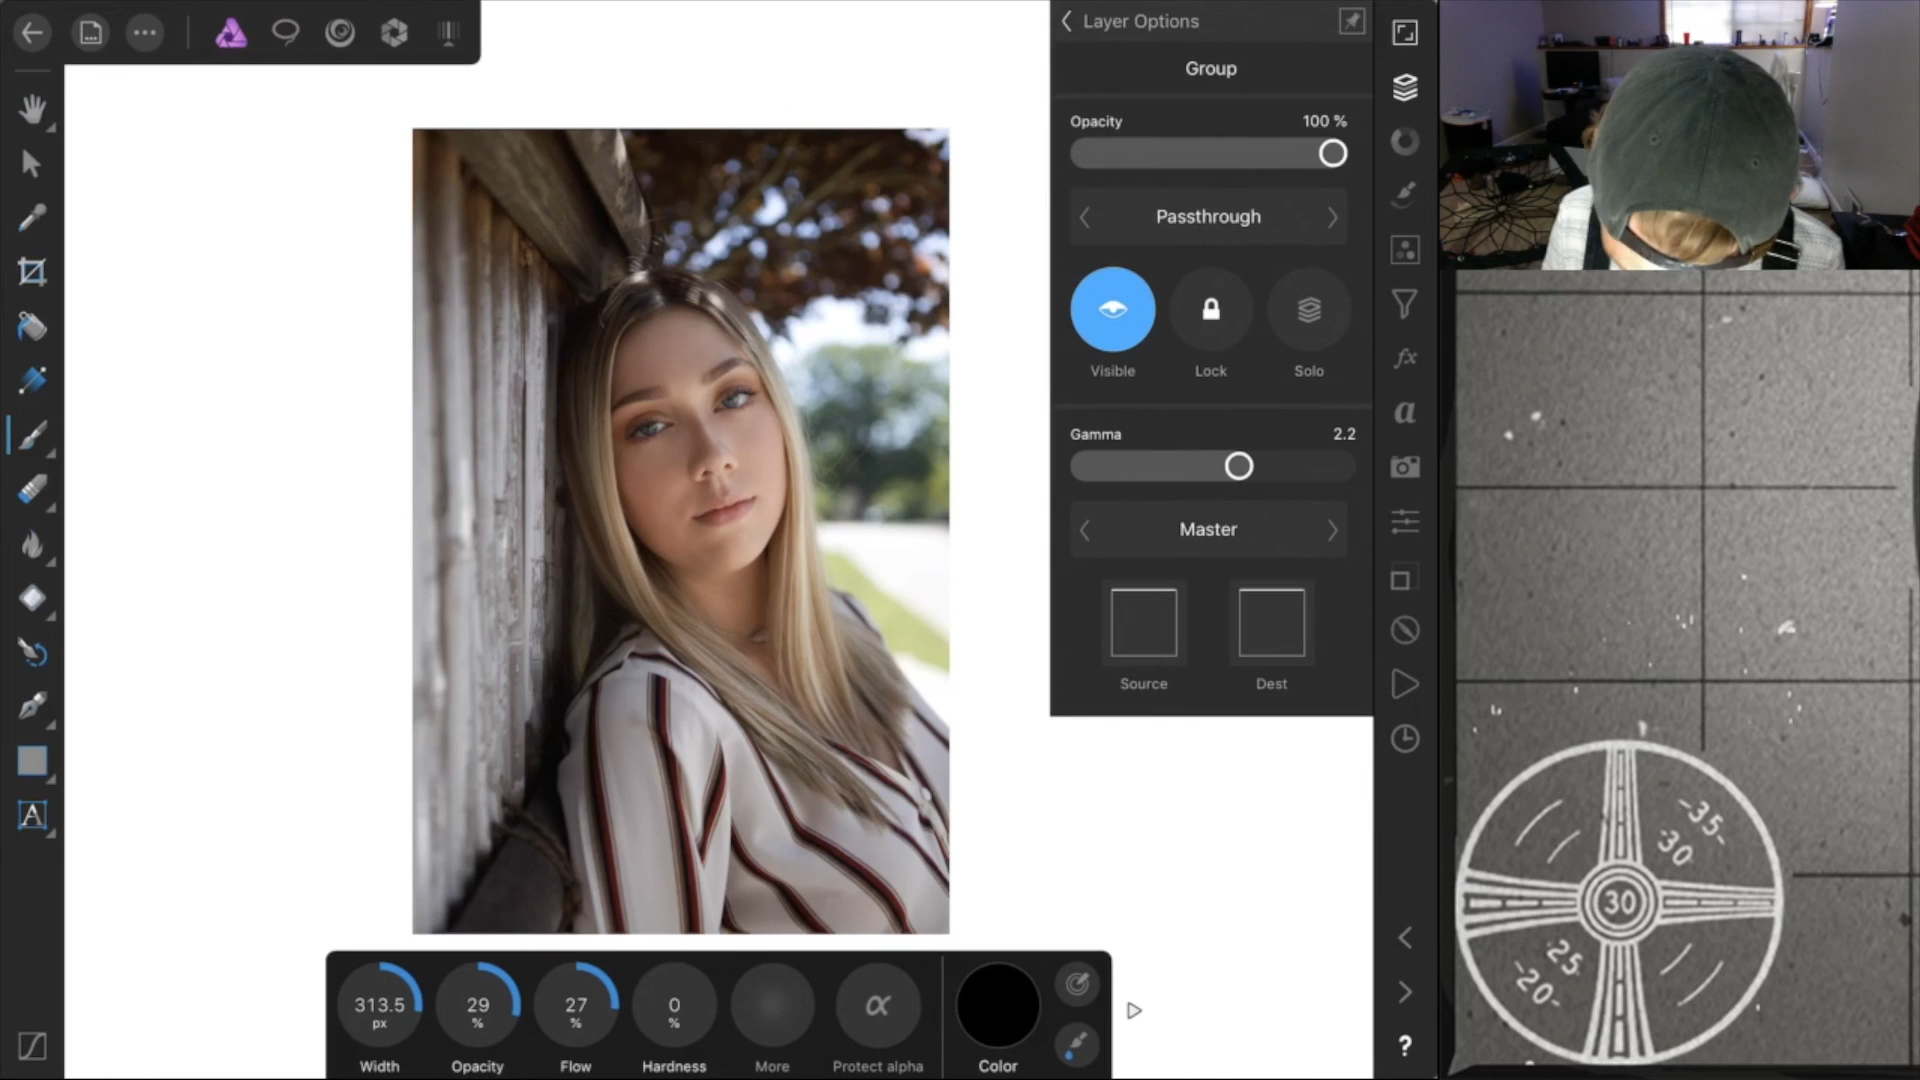 Layer Options
Group
Opacity
100 %
Passthrough
Visible
Lock
Solo
Gamma
2.2
Master
Source
Dest
fx
a
?
A
313.5
px
Width
29
%
Opacity
27
%
Flow
0
%
Hardness
More
α
Protect alpha
Color
-35-
30
30
25
-20-